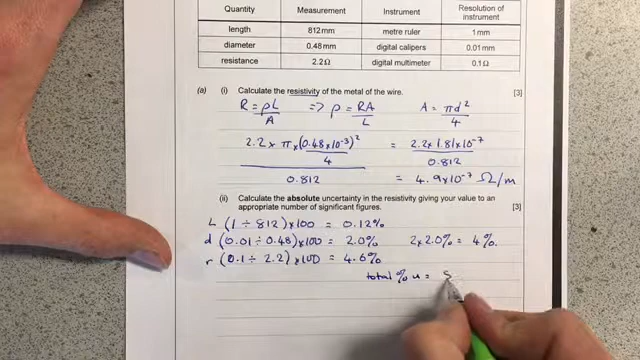 Quantity Measurement Instrument Resolution of instrument
length 812 mm metre ruler 1 mm
diameter 0.48 mm digital calipers 0.01 mm
resistance 2.2 Ω digital multimeter 0.1 Ω
(a) (i) Calculate the resistivity of the metal of the wire. [3]
R = ρL/A => ρ = RA/L A = πd²/4
2.2 × π × (0.48×10⁻³)²/4 / 0.812 = 2.2 × 1.81×10⁻⁷ / 0.812
= 4.9×10⁻⁷ Ω/m
(ii) Calculate the absolute uncertainty in the resistivity giving your value to an
appropriate number of significant figures. [3]
L (1 ÷ 812) × 100 = 0.12%
d (0.01 ÷ 0.48) × 100 = 2.0% 2 × 2.0% = 4%.
r (0.1 ÷ 2.2) × 100 = 4.6%
total % u =